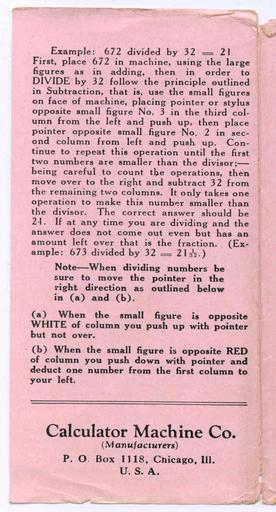 Example: 672 divided by 32 = 21
First, place 672 in machine, using the large
figures as in adding, then in order to
DIVIDE by 32 follow the principle outlined
in Subtraction, that is, use the small figures
on face of machine, placing pointer or stylus
opposite small figure No. 3 in the third col-
umn from the left and push up. then place
pointer opposite small figure No. 2 in sec-
ond column from left and push up. Con-
tinue to repeat this operation until the first
two numbers are smaller than the divisor;—
being careful to count the operations, then
move over to the right and subtract 32 from
the remaining two columns. It only takes one
operation to make this number smaller than
the divisor. The correct answer should be
21. If at any time you are dividing and the
answer does not come out even but has an
amount left over that is the fraction. (Ex-
ample: 673 divided by 32 = 21 1/32.)
Note—When dividing numbers be
sure to move the pointer in the
right direction as outlined below
in (a) and (b).
(a) When the small figure is opposite
WHITE of column you push up with pointer
but not over.
(b) When the small figure is opposite RED
of column you push down with pointer and
deduct one number from the first column to
your left.
Calculator Machine Co.
(Manufacturers)
P. O. Box 1118, Chicago, Ill.
U. S. A.